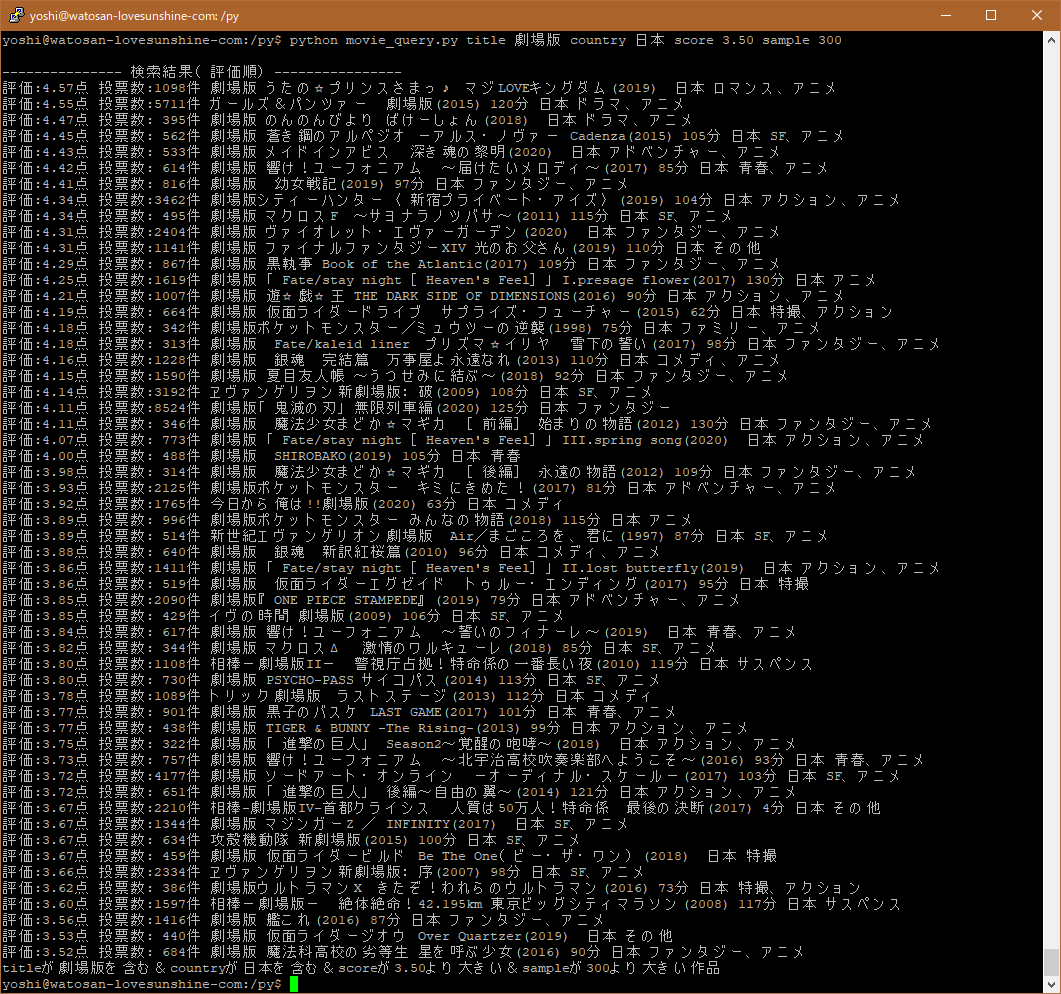 yoshi@watosan-lovesunshine-com: /py
yoshi@watosan-lovesunshine-com:/py$ python movie_query.py title 劇場版 country 日本 score 3.50 sample 300
--------------- 検索結果( 評価順) ----------------
評価:4.57点 投票数:1098件 劇場版 うたの☆プリンスさまっ♪ マジLOVEキングダム(2019) 日本 ロマンス、アニメ
評価:4.55点 投票数:5711件 ガールズ&パンツァー 劇場版(2015) 120分 日本 ドラマ、アニメ
評価:4.47点 投票数: 395件 劇場版 のんのんびより ばけーしょん(2018) 日本 ドラマ、アニメ
評価:4.45点 投票数: 562件 劇場版 蒼き鋼のアルペジオ -アルス・ノヴァ- Cadenza(2015) 105分 日本 SF、アニメ
評価:4.43点 投票数: 533件 劇場版 メイドインアビス 深き魂の黎明(2020) 日本 アドベンチャー、アニメ
評価:4.42点 投票数: 614件 劇場版 響け!ユーフォニアム ~届けたいメロディ~(2017) 85分 日本 青春、アニメ
評価:4.41点 投票数: 816件 劇場版 幼女戦記(2019) 97分 日本 ファンタジー、アニメ
評価:4.34点 投票数:3462件 劇場版シティーハンター 〈 新宿プライベート・アイズ〉(2019) 104分 日本 アクション、アニメ
評価:4.34点 投票数: 495件 劇場版 マクロスF ~サヨナラノツバサ~(2011) 115分 日本 SF、アニメ
評価:4.31点 投票数:2404件 劇場版 ヴァイオレット・エヴァーガーデン(2020) 日本 ファンタジー、アニメ
評価:4.31点 投票数:1141件 劇場版 ファイナルファンタジーXIV 光のお父さん(2019) 110分 日本 その他
評価:4.29点 投票数: 867件 劇場版 黒執事 Book of the Atlantic(2017) 109分 日本 ファンタジー、アニメ
評価:4.25点 投票数:1619件 劇場版「 Fate/stay night [ Heaven's Feel] 」I.presage flower(2017) 130分 日本 アニメ
評価:4.21点 投票数:1007件 劇場版 遊☆戯☆王 THE DARK SIDE OF DIMENSIONS(2016) 90分 日本 アクション、アニメ
評価:4.19点 投票数: 664件 劇場版 仮面ライダードライブ サプライズ・フューチャー(2015) 62分 日本 特撮、アクション
評価:4.18点 投票数: 342件 劇場版ポケットモンスター/ミュウツーの逆襲(1998) 75分 日本 ファミリー、アニメ
評価:4.18点 投票数: 313件 劇場版 Fate/kaleid liner プリズマ☆イリヤ 雪下の誓い(2017) 98分 日本 ファンタジー、アニメ
評価:4.16点 投票数:1228件 劇場版 銀魂 完結篇 万事屋よ永遠なれ(2013) 110分 日本 コメディ、アニメ
評価:4.15点 投票数:1590件 劇場版 夏目友人帳 ~うつせみに結ぶ~(2018) 92分 日本 ファンタジー、アニメ
評価:4.14点 投票数:3192件 ヱヴァンゲリヲン新劇場版: 破(2009) 108分 日本 SF、アニメ
評価:4.11点 投票数:8524件 劇場版「 鬼滅の刃」無限列車編(2020) 125分 日本 ファンタジー
評価:4.11点 投票数: 346件 劇場版 魔法少女まどか☆マギカ [ 前編] 始まりの物語(2012) 130分 日本 ファンタジー、アニメ
評価:4.07点 投票数: 773件 劇場版「 Fate/stay night [ Heaven's Feel] 」III.spring song(2020) 日本 アクション、アニメ
評価:4.00点 投票数: 488件 劇場版 SHIROBAKO(2019) 105分 日本 青春
評価:3.98点 投票数: 314件 劇場版 魔法少女まどか☆マギカ [ 後編] 永遠の物語(2012) 109分 日本 ファンタジー、アニメ
評価:3.93点 投票数:2125件 劇場版ポケットモンスター キミにきめた!(2017) 81分 日本 アドベンチャー、アニメ
評価:3.92点 投票数:1765件 今日から俺は!!劇場版(2020) 63分 日本 コメディ
評価:3.89点 投票数: 996件 劇場版ポケットモンスター みんなの物語(2018) 115分 日本 アニメ
評価:3.89点 投票数: 514件 新世紀エヴァンゲリオン劇場版 Air/まごころを、君に(1997) 87分 日本 SF、アニメ
評価:3.88点 投票数: 640件 劇場版 銀魂 新訳紅桜篇(2010) 96分 日本 コメディ、アニメ
評価:3.86点 投票数:1411件 劇場版「 Fate/stay night [ Heaven's Feel] 」II.lost butterfly(2019) 日本 アクション、アニメ
評価:3.86点 投票数: 519件 劇場版 仮面ライダーエグゼイド トゥルー・エンディング(2017) 95分 日本 特撮
評価:3.85点 投票数:2090件 劇場版『 ONE PIECE STAMPEDE』(2019) 79分 日本 アドベンチャー、アニメ
評価:3.85点 投票数: 429件 イヴの時間 劇場版(2009) 106分 日本 SF、アニメ
評価:3.84点 投票数: 617件 劇場版 響け!ユーフォニアム ~誓いのフィナーレ~(2019) 日本 青春、アニメ
評価:3.82点 投票数: 344件 劇場版 マクロスΔ 激情のワルキューレ(2018) 85分 日本 SF、アニメ
評価:3.80点 投票数:1108件 相棒-劇場版II- 警視庁占拠!特命係の一番長い夜(2010) 119分 日本 サスペンス
評価:3.80点 投票数: 730件 劇場版 PSYCHO-PASS サイコパス(2014) 113分 日本 SF、アニメ
評価:3.78点 投票数:1089件 トリック劇場版 ラストステージ(2013) 112分 日本 コメディ
評価:3.77点 投票数: 901件 劇場版 黒子のバスケ LAST GAME(2017) 101分 日本 青春、アニメ
評価:3.77点 投票数: 438件 劇場版 TIGER & BUNNY -The Rising-(2013) 99分 日本 アクション、アニメ
評価:3.75点 投票数: 322件 劇場版「 進撃の巨人」 Season2~覚醒の咆哮~(2018) 日本 アクション、アニメ
評価:3.73点 投票数: 757件 劇場版 響け!ユーフォニアム ~北宇治高校吹奏楽部へようこそ~(2016) 93分 日本 青春、アニメ
評価:3.72点 投票数:4177件 劇場版 ソードアート・オンライン -オーディナル・スケール-(2017) 103分 日本 SF、アニメ
評価:3.72点 投票数: 651件 劇場版「 進撃の巨人」 後編~自由の翼~(2014) 121分 日本 アクション、アニメ
評価:3.67点 投票数:2210件 相棒-劇場版IV-首都クライシス 人質は50万人!特命係 最後の決断(2017) 4分 日本 その他
評価:3.67点 投票数:1344件 劇場版 マジンガーZ / INFINITY(2017) 日本 SF、アニメ
評価:3.67点 投票数: 634件 攻殻機動隊 新劇場版(2015) 100分 日本 SF、アニメ
評価:3.67点 投票数: 459件 劇場版 仮面ライダービルド Be The One( ビー・ザ・ワン) (2018) 日本 特撮
評価:3.66点 投票数:2334件 ヱヴァンゲリヲン新劇場版: 序(2007) 98分 日本 SF、アニメ
評価:3.62点 投票数: 386件 劇場版ウルトラマンX きたぞ!われらのウルトラマン(2016) 73分 日本 特撮、アクション
評価:3.60点 投票数:1597件 相棒-劇場版- 絶体絶命!42.195km 東京ビッグシティマラソン(2008) 117分 日本 サスペンス
評価:3.56点 投票数:1416件 劇場版 艦これ(2016) 87分 日本 ファンタジー、アニメ
評価:3.53点 投票数: 440件 劇場版 仮面ライダージオウ Over Quartzer(2019) 日本 その他
評価:3.52点 投票数: 684件 劇場版 魔法科高校の劣等生 星を呼ぶ少女(2016) 90分 日本 ファンタジー、アニメ
titleが劇場版を含む & countryが日本を含む & scoreが3.50より大きい & sampleが300より大きい作品
yoshi@watosan-lovesunshine-com:/py$